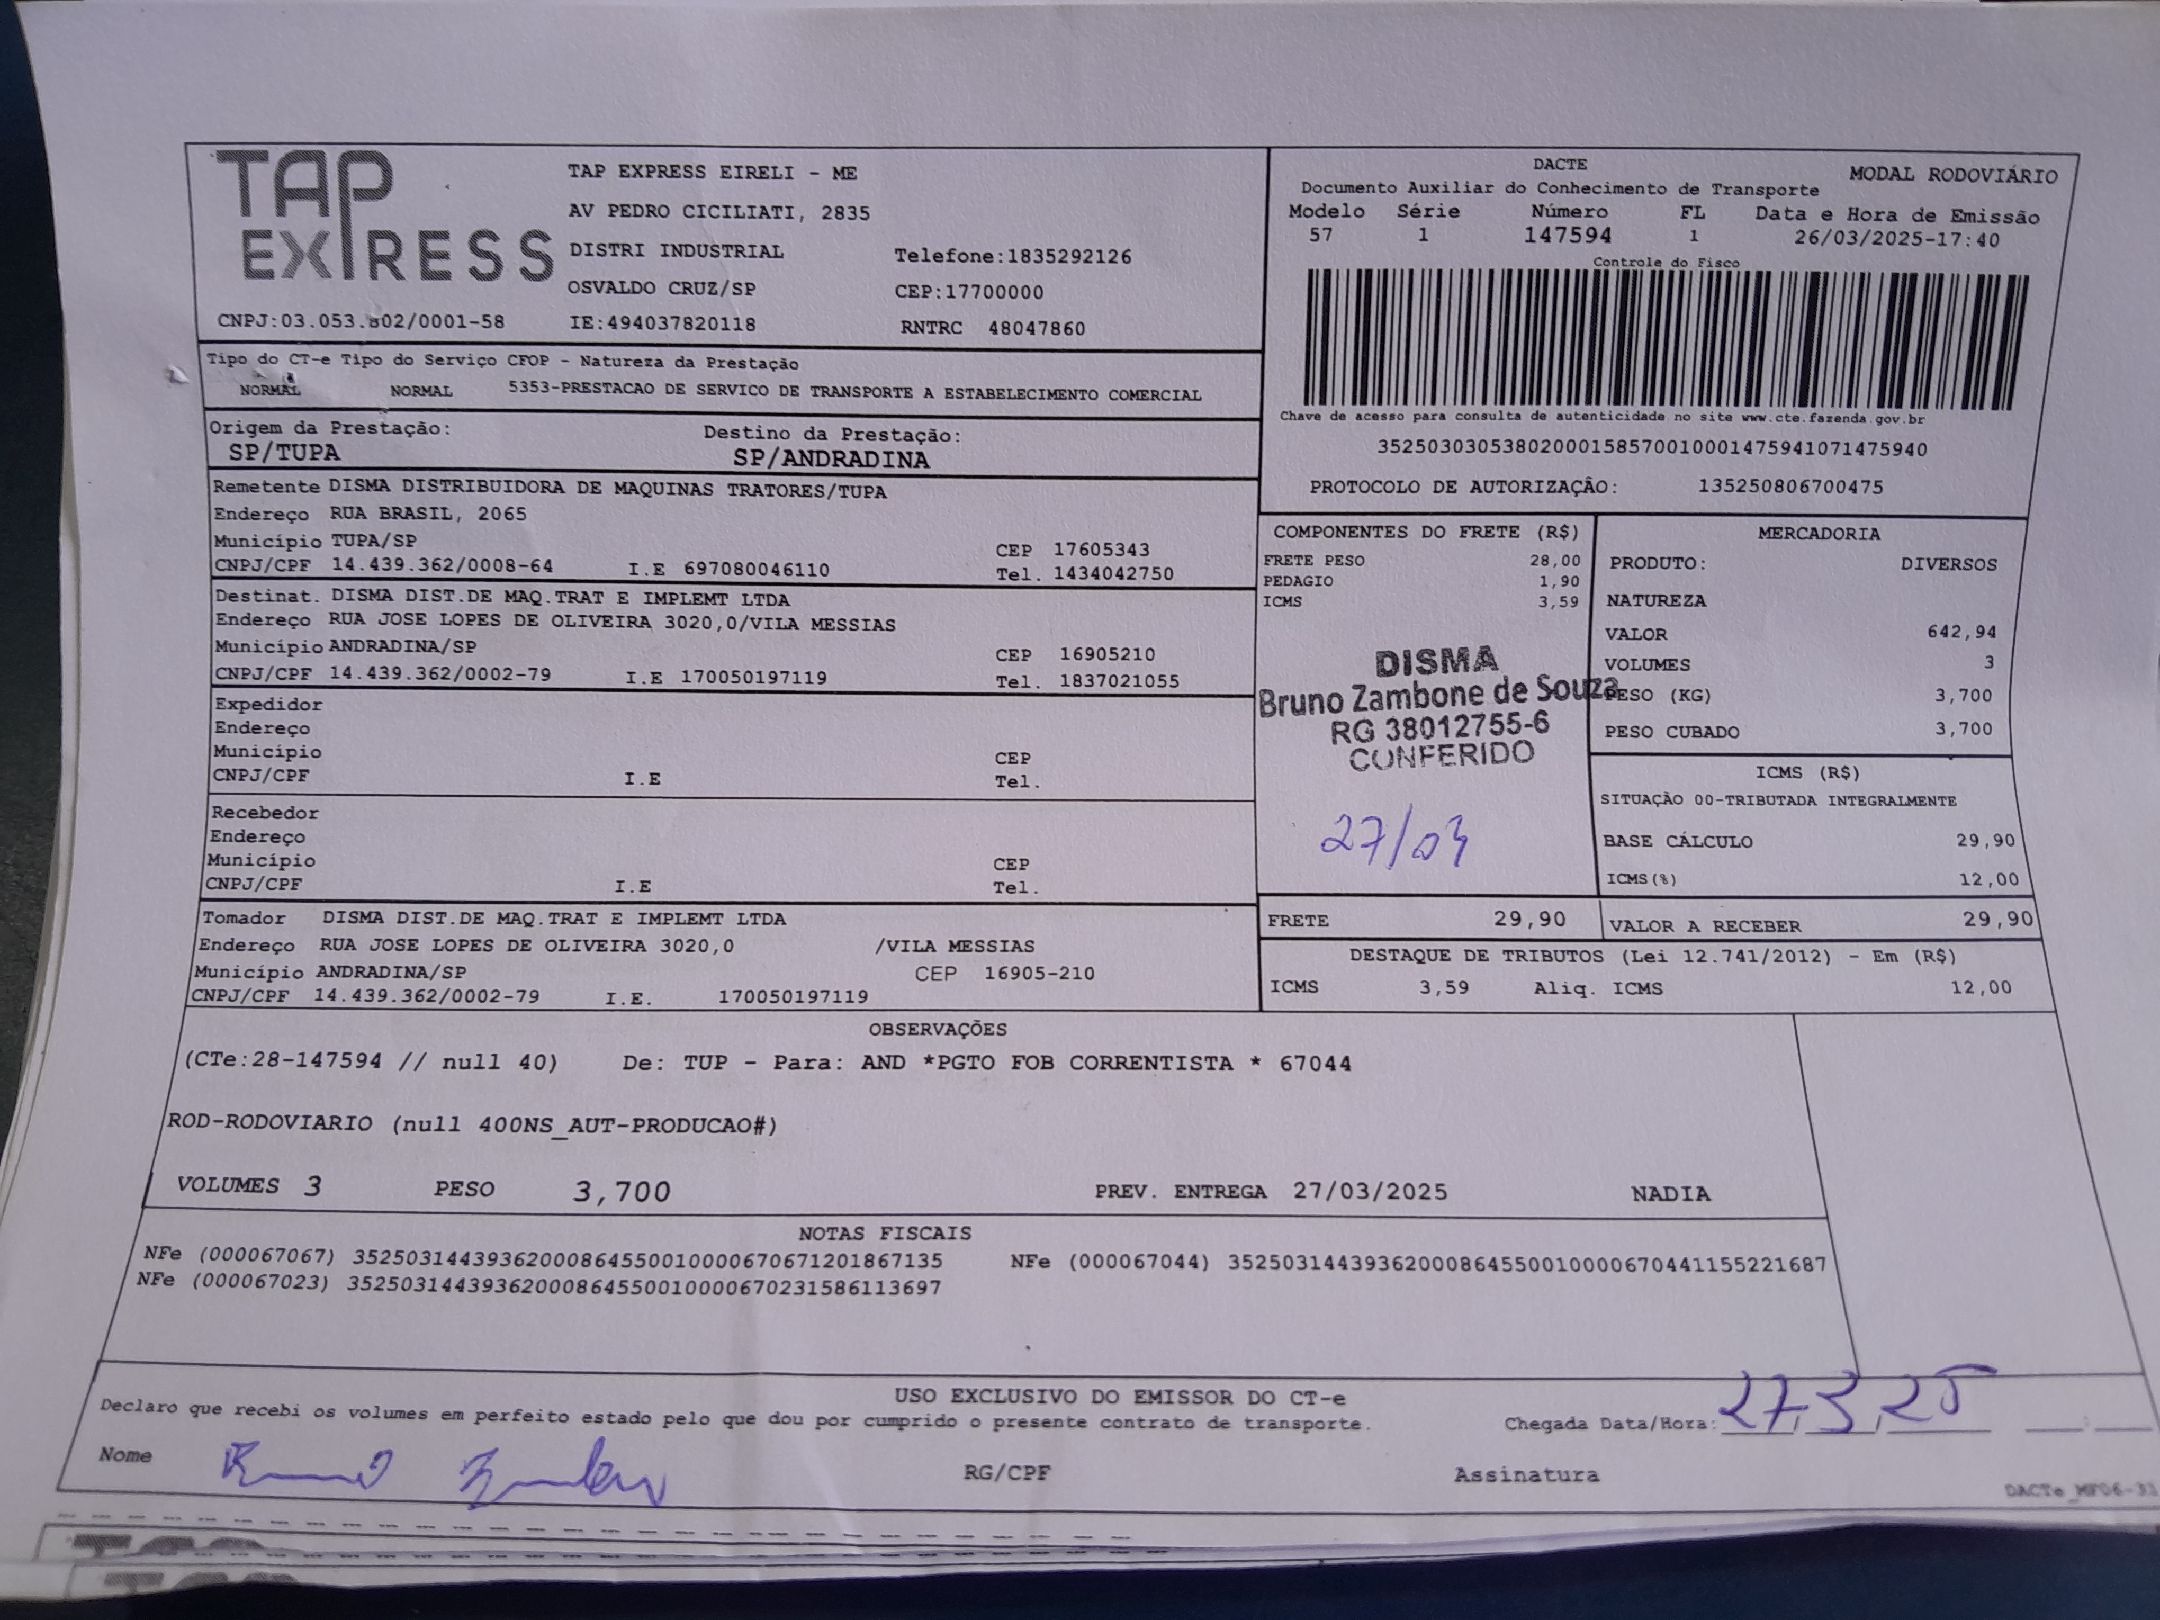 TAP
EXPRESS
TAP EXPRESS EIRELI - ME
AV PEDRO CICILIATI, 2835
DISTRI INDUSTRIAL Telefone:1835292126
OSVALDO CRUZ/SP CEP:17700000
CNPJ:03.053.802/0001-58 IE:494037820118 RNTRC 48047860
DACTE MODAL RODOVIÁRIO
Documento Auxiliar do Conhecimento de Transporte
Modelo Série Número FL Data e Hora de Emissão
57 1 147594 1 26/03/2025-17:40
Controle do Fisco
Chave de acesso para consulta de autenticidade no site www.cte.fazenda.gov.br
35250303053802000158570010001475941071475940
PROTOCOLO DE AUTORIZAÇÃO: 135250806700475
Tipo do CT-e Tipo do Serviço CFOP - Natureza da Prestação
NORMAL NORMAL 5353-PRESTACAO DE SERVICO DE TRANSPORTE A ESTABELECIMENTO COMERCIAL
Origem da Prestação: Destino da Prestação:
SP/TUPA SP/ANDRADINA
Remetente DISMA DISTRIBUIDORA DE MAQUINAS TRATORES/TUPA
Endereço RUA BRASIL, 2065
Município TUPA/SP CEP 17605343
CNPJ/CPF 14.439.362/0008-64 I.E 697080046110 Tel. 1434042750
Destinat. DISMA DIST.DE MAQ.TRAT E IMPLEMT LTDA
Endereço RUA JOSE LOPES DE OLIVEIRA 3020,0/VILA MESSIAS
Município ANDRADINA/SP CEP 16905210
CNPJ/CPF 14.439.362/0002-79 I.E 170050197119 Tel. 1837021055
Expedidor
Endereço
Município CEP
CNPJ/CPF I.E Tel.
Recebedor
Endereço
Município CEP
CNPJ/CPF I.E Tel.
Tomador DISMA DIST.DE MAQ.TRAT E IMPLEMT LTDA
Endereço RUA JOSE LOPES DE OLIVEIRA 3020,0 /VILA MESSIAS
Município ANDRADINA/SP CEP 16905-210
CNPJ/CPF 14.439.362/0002-79 I.E. 170050197119
COMPONENTES DO FRETE (R$)
FRETE PESO 28,00
PEDAGIO 1,90
ICMS 3,59
DISMA
Bruno Zambone de Souza
RG 38012755-6
CONFERIDO
27/03
MERCADORIA
PRODUTO: DIVERSOS
NATUREZA
VALOR 642,94
VOLUMES 3
PESO (KG) 3,700
PESO CUBADO 3,700
ICMS (R$)
SITUAÇÃO 00-TRIBUTADA INTEGRALMENTE
BASE CÁLCULO 29,90
ICMS(%) 12,00
FRETE 29,90 VALOR A RECEBER 29,90
DESTAQUE DE TRIBUTOS (Lei 12.741/2012) - Em (R$)
ICMS 3,59 Aliq. ICMS 12,00
OBSERVAÇÕES
(CTe:28-147594 // null 40) De: TUP - Para: AND *PGTO FOB CORRENTISTA * 67044
ROD-RODOVIARIO (null 400NS_AUT-PRODUCAO#)
VOLUMES 3 PESO 3,700 PREV. ENTREGA 27/03/2025 NADIA
NOTAS FISCAIS
NFe (000067067) 35250314439362000864550010000670671201867135 NFe (000067044) 35250314439362000864550010000670441155221687
NFe (000067023) 35250314439362000864550010000670231586113697
USO EXCLUSIVO DO EMISSOR DO CT-e
Declaro que recebi os volumes em perfeito estado pelo que dou por cumprido o presente contrato de transporte. Chegada Data/Hora: 27 3 25
Nome RG/CPF Assinatura